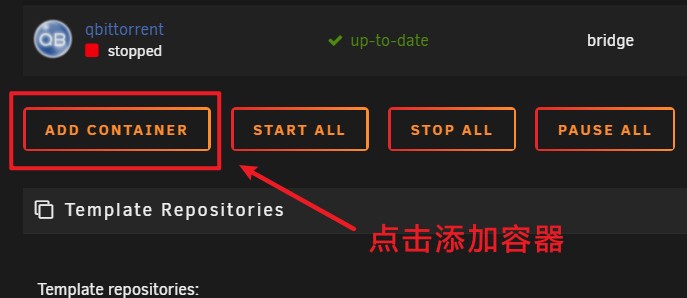 QB
qbittorrent
stopped
up-to-date
bridge
ADD CONTAINER
START ALL
STOP ALL
PAUSE ALL
Template Repositories
点击添加容器
Template repositories: